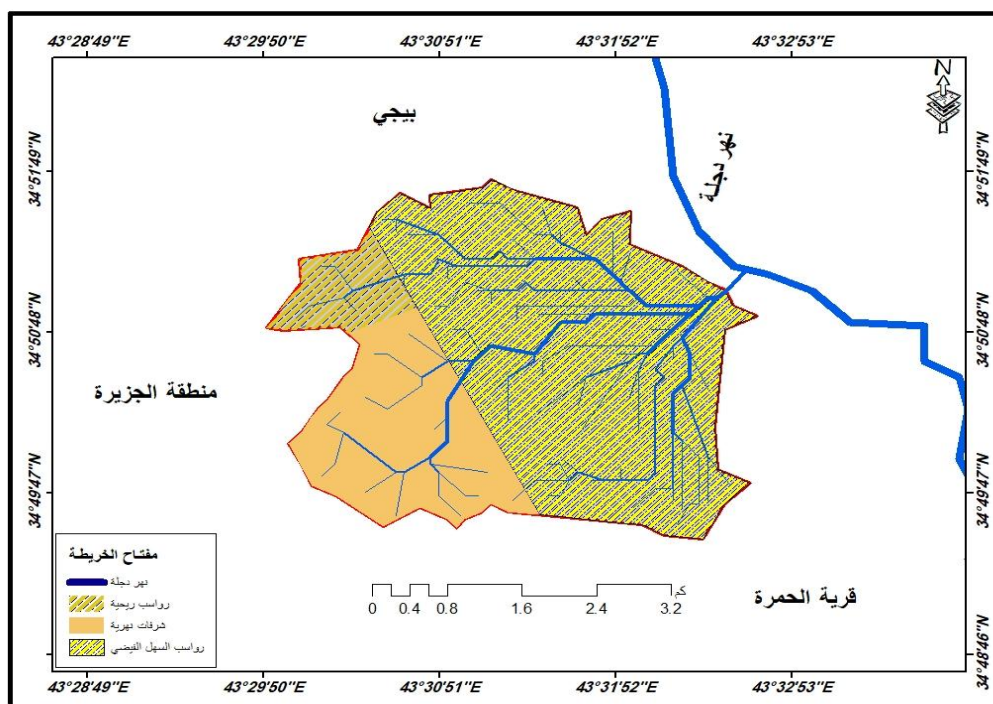 43°28'49"E 43°29'50"E 43°30'51"E 43°31'52"E 43°32'53"E
N
بيجي
نهر دجلة
34°51'49"N 34°51'49"N
34°50'48"N 34°50'48"N
منطقة الجزيرة
34°49'47"N 34°49'47"N
مفتاح الخريطة
نهر دجلة
رواسب ريحية
شرفات نهرية
رواسب السهل الفيضي
كم
0 0.4 0.8 1.6 2.4 3.2
قرية الحمرة
34°48'46"N 34°48'46"N
43°28'49"E 43°29'50"E 43°30'51"E 43°31'52"E 43°32'53"E